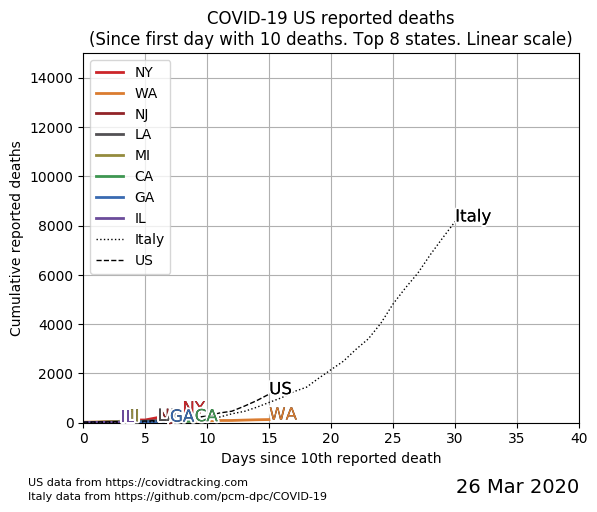 COVID-19 US reported deaths
(Since first day with 10 deaths. Top 8 states. Linear scale)
14000
12000
10000
8000
6000
4000
2000
0
Cumulative reported deaths
NY
WA
NJ
LA
MI
CA
GA
IL
Italy
US
Italy
US
NY
WA
GA
CA
0
5
10
15
20
25
30
35
40
Days since 10th reported death
US data from https://covidtracking.com
Italy data from https://github.com/pcm-dpc/COVID-19
26 Mar 2020